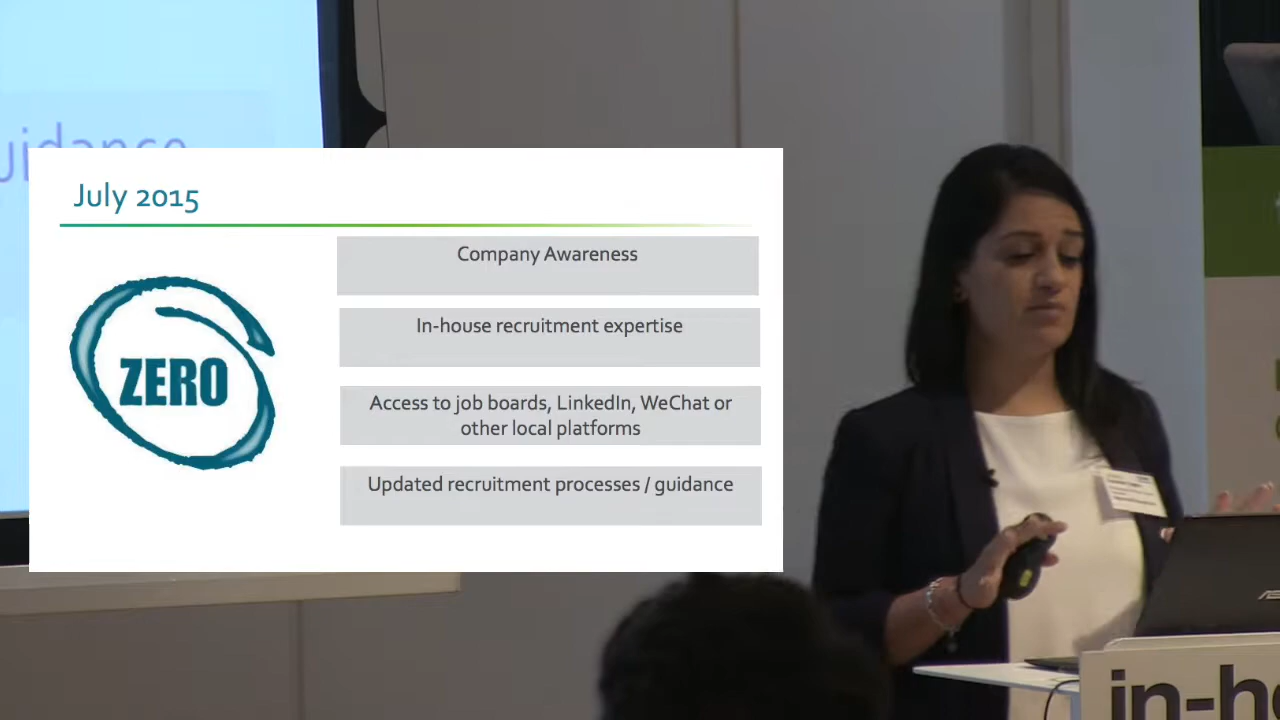 uidance
July 2015
Company Awareness
In-house recruitment expertise
ZERO
Access to job boards, LinkedIn, WeChat or
other local platforms
Updated recruitment processes / guidance
in-ho